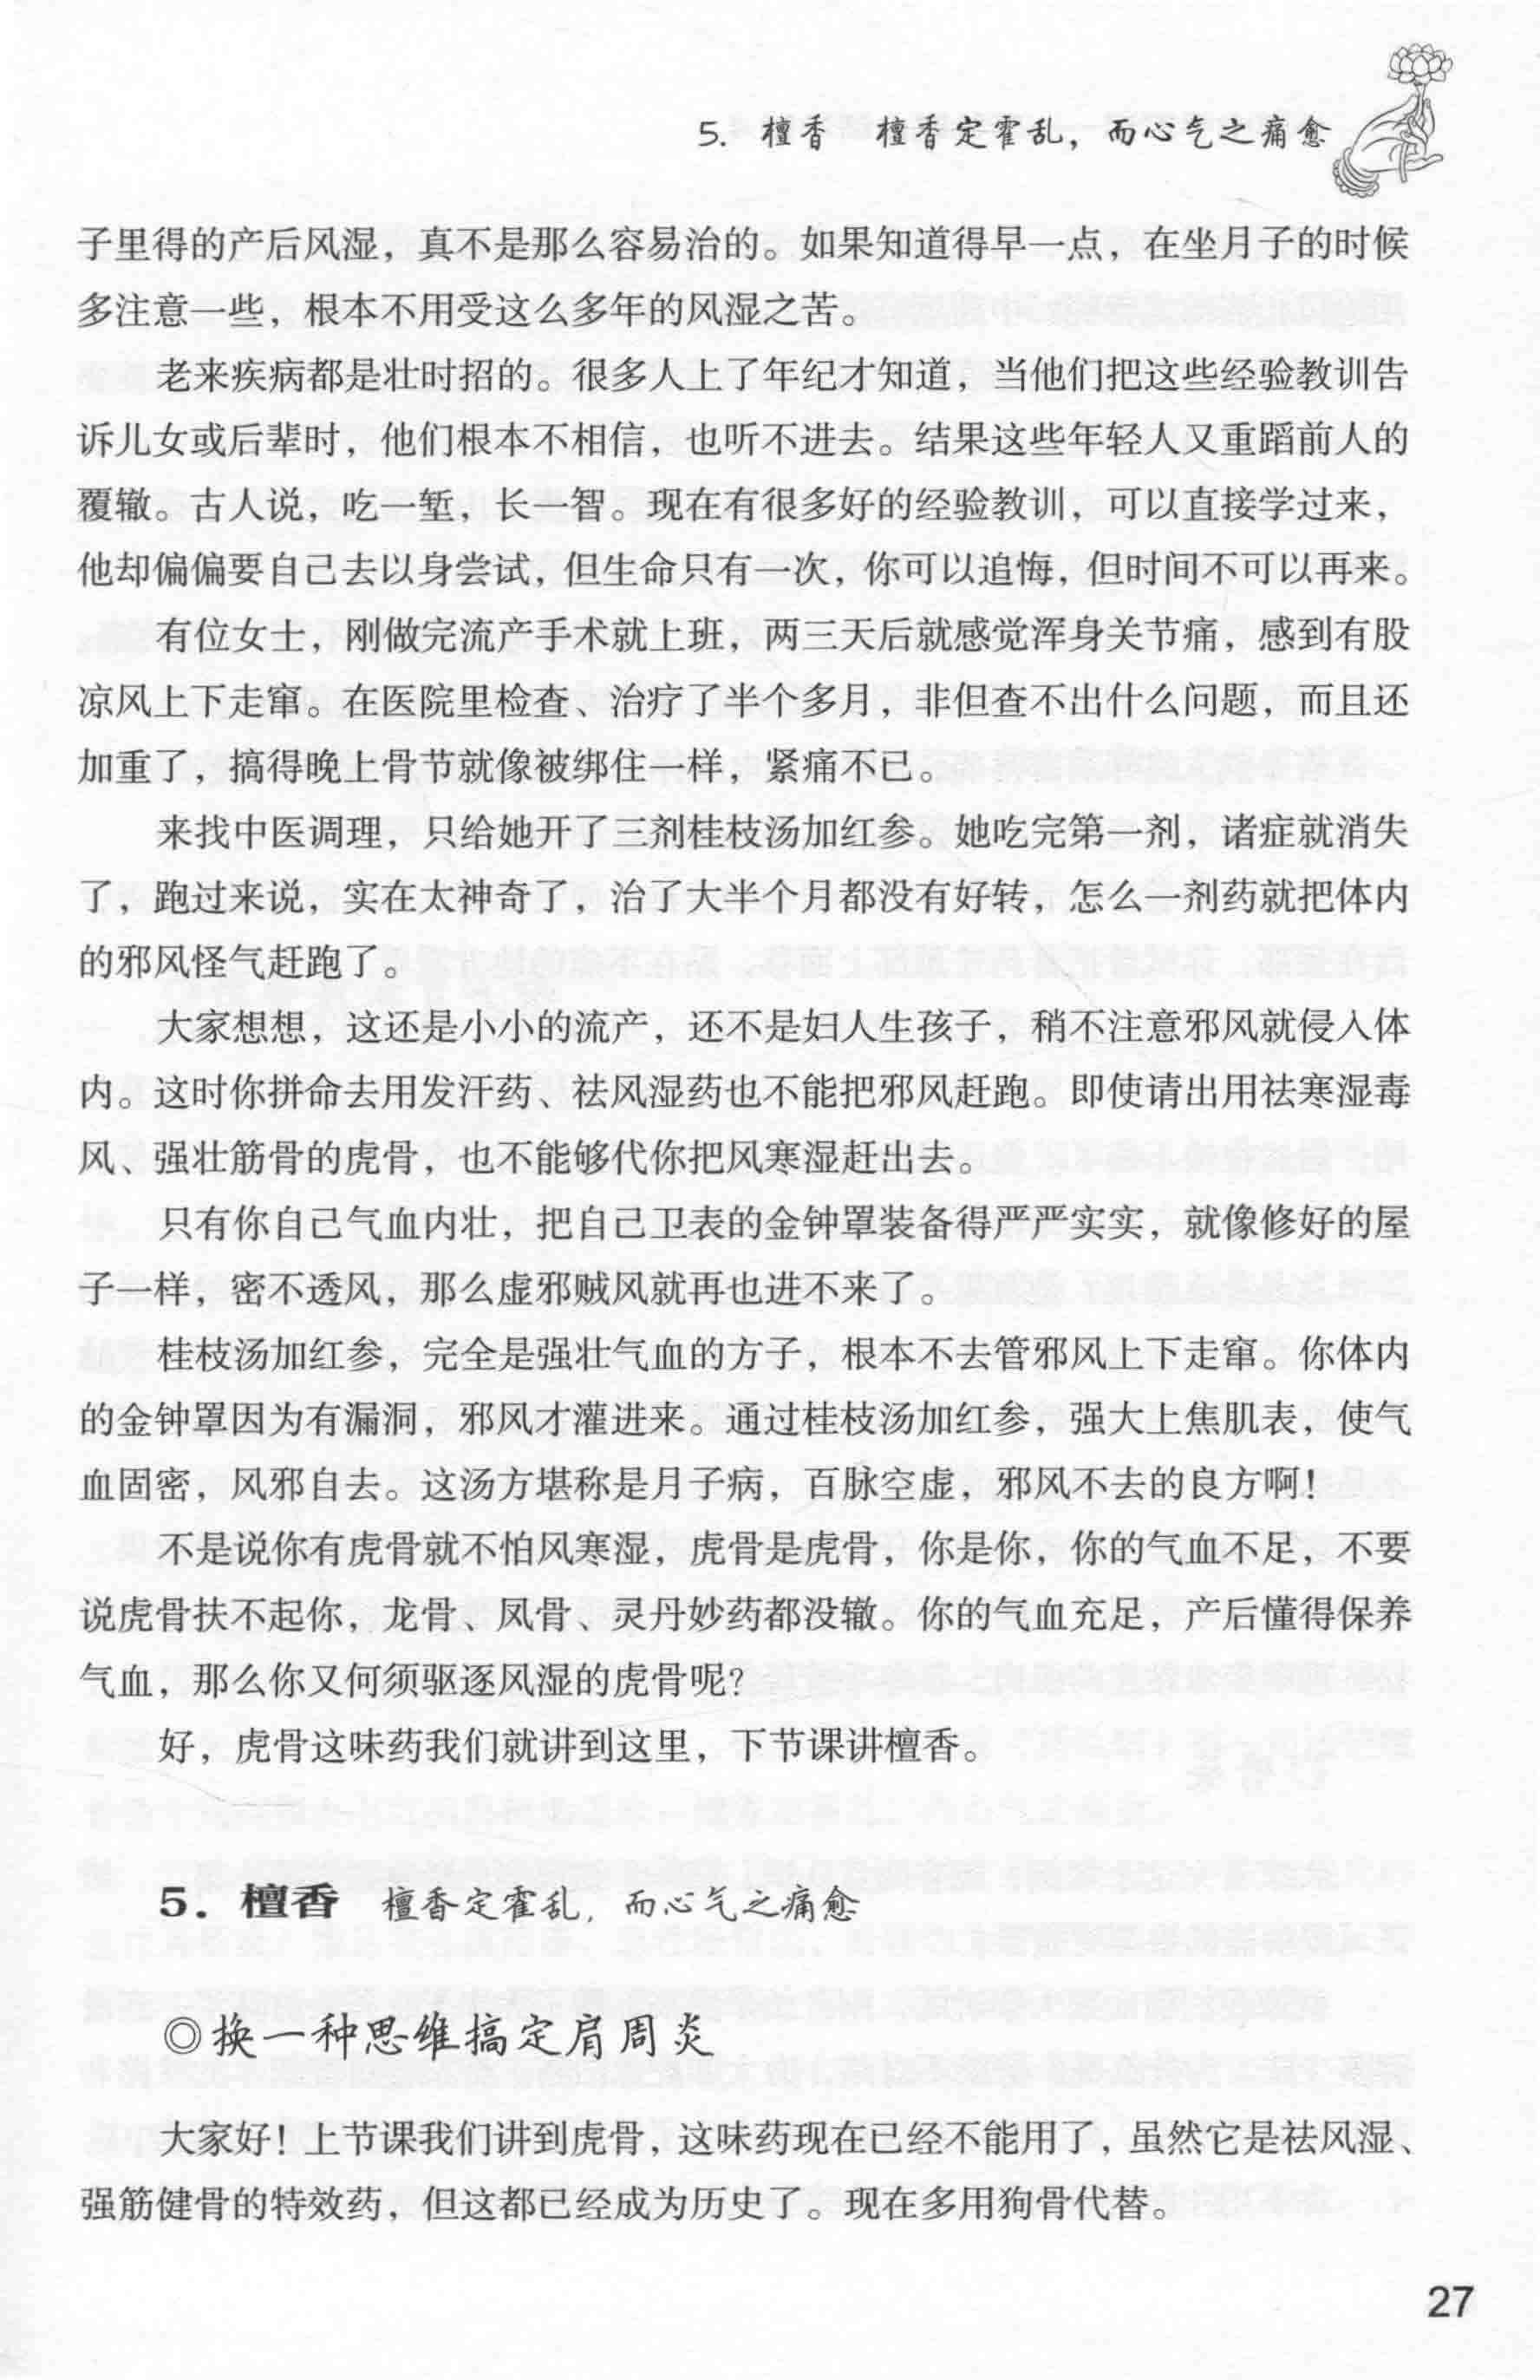 5. 檀香　檀香定霍乱，而心气之痛愈
子里得的产后风湿，真不是那么容易治的。如果知道得早一点，在坐月子的时候
多注意一些，根本不用受这么多年的风湿之苦。
老来疾病都是壮时招的。很多人上了年纪才知道，当他们把这些经验教训告
诉儿女或后辈时，他们根本不相信，也听不进去。结果这些年轻人又重蹈前人的
覆辙。古人说，吃一堑，长一智。现在有很多好的经验教训，可以直接学过来，
他却偏偏要自己去以身尝试，但生命只有一次，你可以追悔，但时间不可以再来。
有位女士，刚做完流产手术就上班，两三天后就感觉浑身关节痛，感到有股
凉风上下走窜。在医院里检查、治疗了半个多月，非但查不出什么问题，而且还
加重了，搞得晚上骨节就像被绑住一样，紧痛不已。
来找中医调理，只给她开了三剂桂枝汤加红参。她吃完第一剂，诸症就消失
了，跑过来说，实在太神奇了，治了大半个月都没有好转，怎么一剂药就把体内
的邪风怪气赶跑了。
大家想想，这还是小小的流产，还不是妇人生孩子，稍不注意邪风就侵入体
内。这时你拼命去用发汗药、祛风湿药也不能把邪风赶跑。即使请出用祛寒湿毒
风、强壮筋骨的虎骨，也不能够代你把风寒湿赶出去。
只有你自己气血内壮，把自己卫表的金钟罩装备得严严实实，就像修好的屋
子一样，密不透风，那么虚邪贼风就再也进不来了。
桂枝汤加红参，完全是强壮气血的方子，根本不去管邪风上下走窜。你体内
的金钟罩因为有漏洞，邪风才灌进来。通过桂枝汤加红参，强大上焦肌表，使气
血固密，风邪自去。这汤方堪称是月子病，百脉空虚，邪风不去的良方啊！
不是说你有虎骨就不怕风寒湿，虎骨是虎骨，你是你，你的气血不足，不要
说虎骨扶不起你，龙骨、凤骨、灵丹妙药都没辙。你的气血充足，产后懂得保养
气血，那么你又何须驱逐风湿的虎骨呢？
好，虎骨这味药我们就讲到这里，下节课讲檀香。
5. 檀香　檀香定霍乱，而心气之痛愈
◎换一种思维搞定肩周炎
大家好！上节课我们讲到虎骨，这味药现在已经不能用了，虽然它是祛风湿、
强筋健骨的特效药，但这都已经成为历史了。现在多用狗骨代替。
27